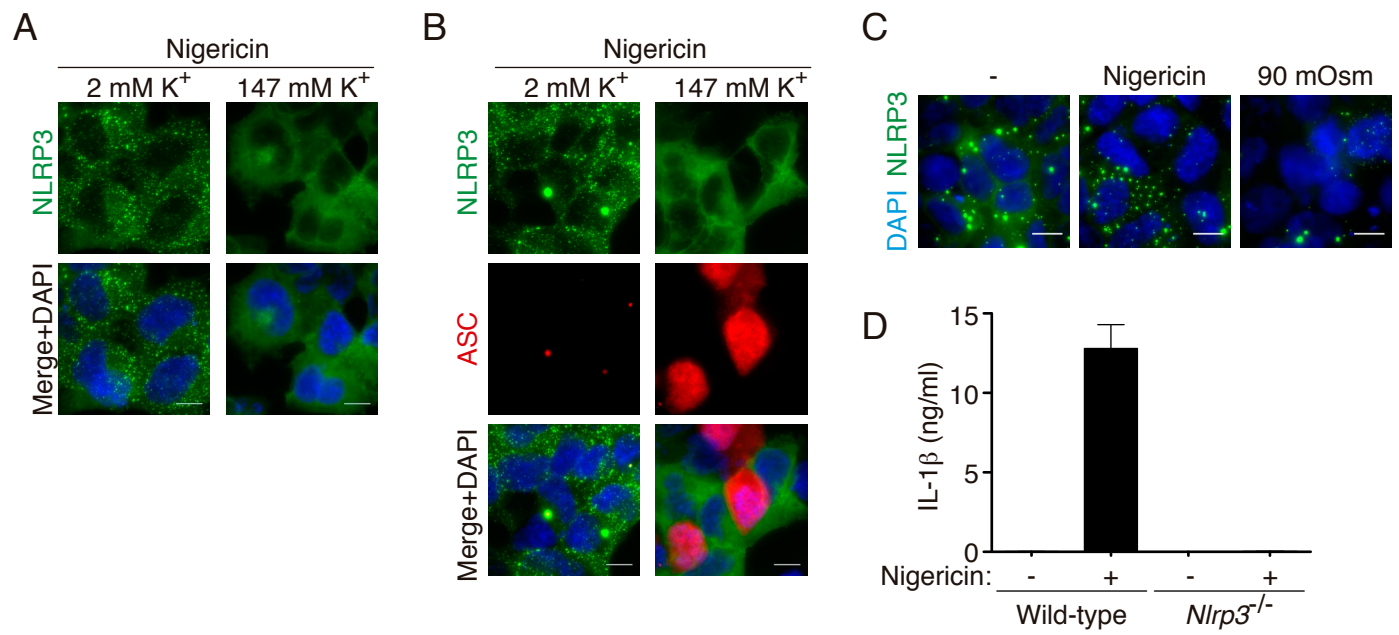 A
Nigericin
2 mM K⁺
147 mM K⁺
NLRP3
Merge+DAPI
B
Nigericin
2 mM K⁺
147 mM K⁺
NLRP3
ASC
Merge+DAPI
C
-
Nigericin
90 mOsm
DAPI NLRP3
D
IL-1β (ng/ml)
15
10
5
0
Nigericin: - + - +
Wild-type
Nlrp3⁻/⁻